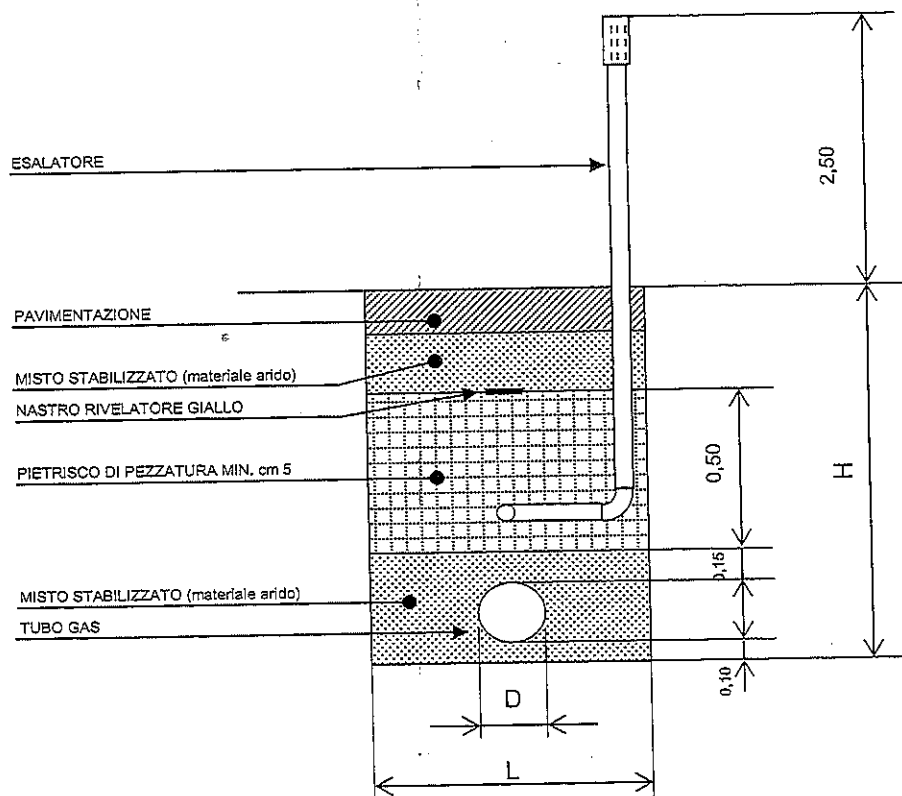 ESALATORE
2,50
PAVIMENTAZIONE
MISTO STABILIZZATO (materiale arido)
NASTRO RIVELATORE GIALLO
PIETRISCO DI PEZZATURA MIN. cm 5
0,50
H
0,15
MISTO STABILIZZATO (materiale arido)
TUBO GAS
0,10
D
L